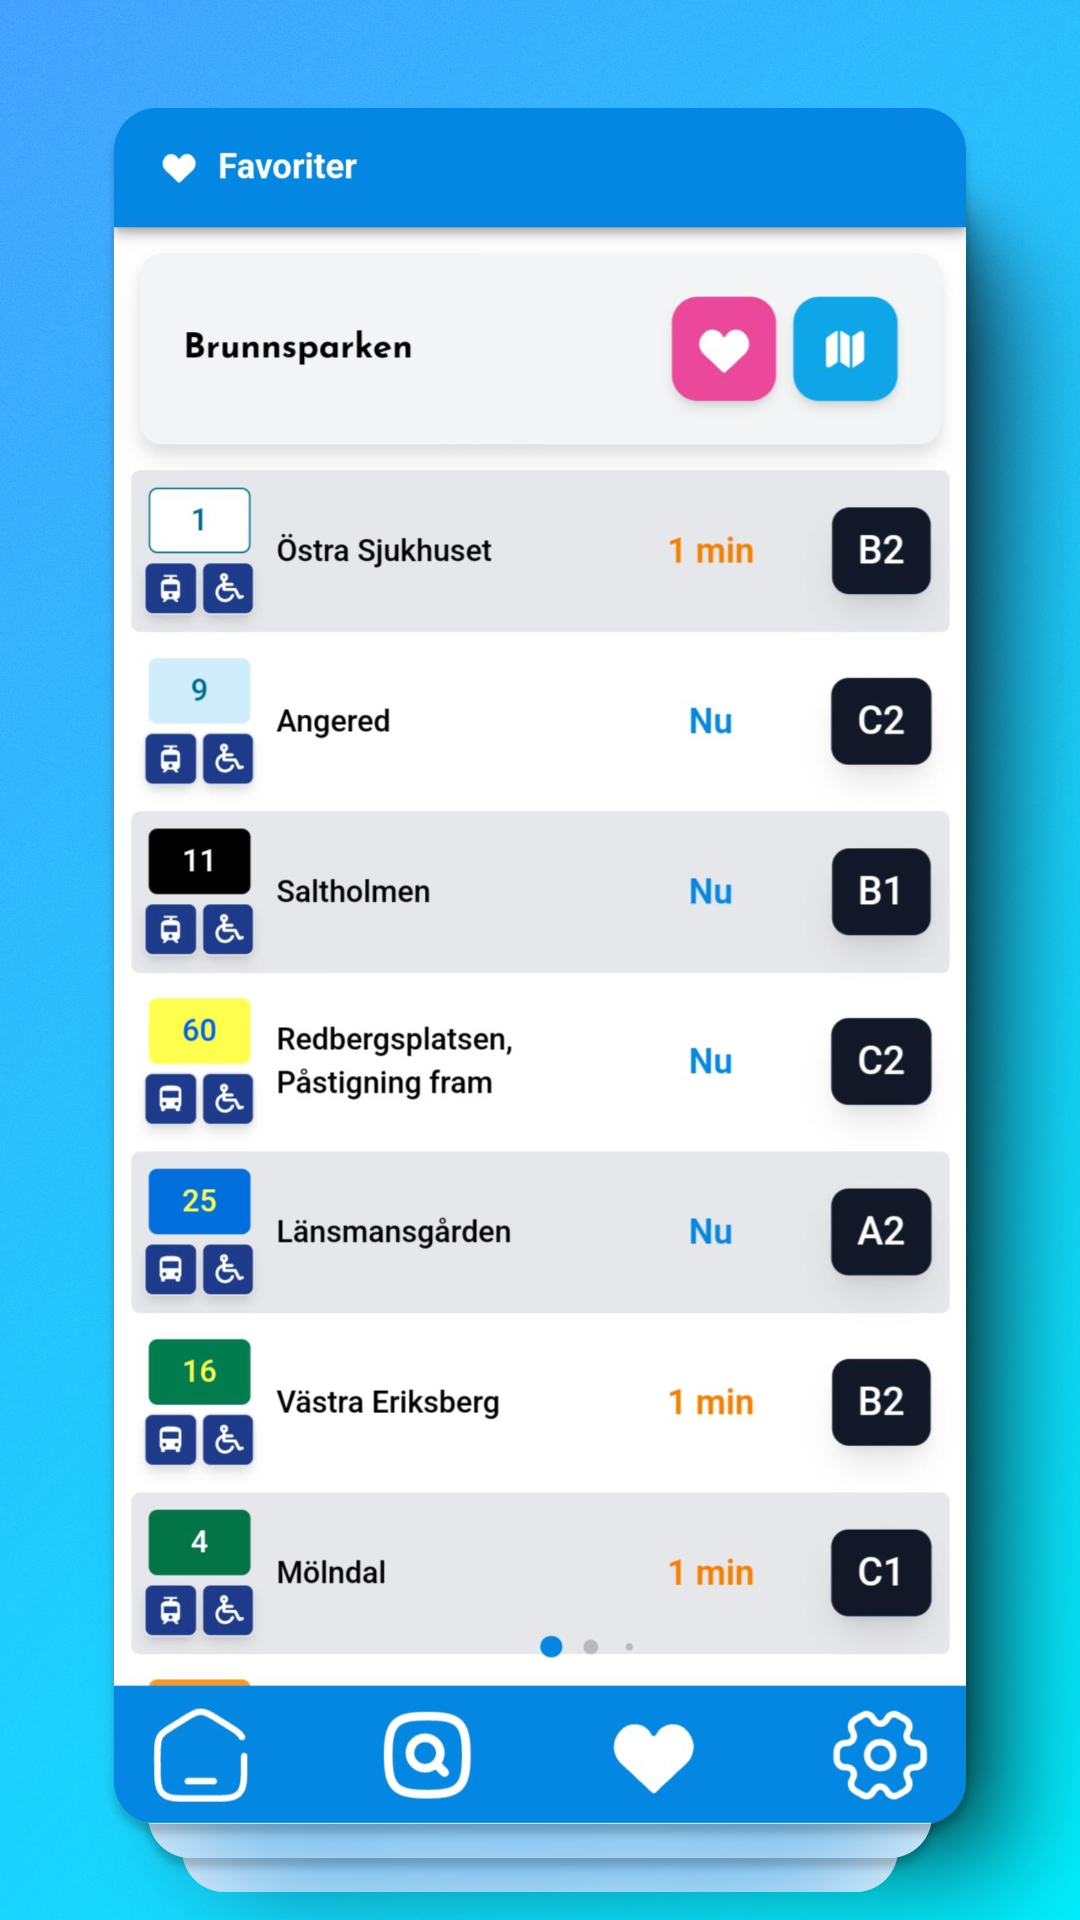 Favoriter
Brunnsparken
1
Östra Sjukhuset
1 min
B2
9
Angered
Nu
C2
11
Saltholmen
Nu
B1
60
Redbergsplatsen,
Påstigning fram
Nu
C2
25
Länsmansgården
Nu
A2
16
Västra Eriksberg
1 min
B2
4
Mölndal
1 min
C1